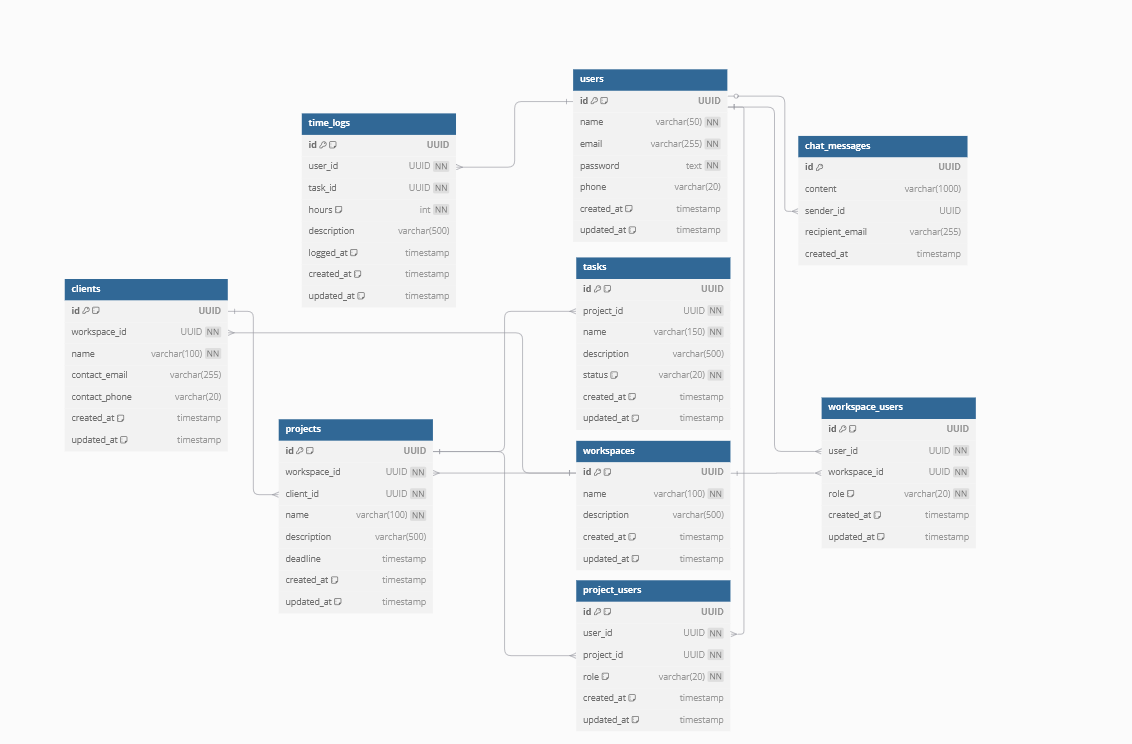 users
id UUID
name varchar(50) NN
email varchar(255) NN
password text NN
phone varchar(20)
created_at timestamp
updated_at timestamp
time_logs
id UUID
user_id UUID NN
task_id UUID NN
hours int NN
description varchar(500)
logged_at timestamp
created_at timestamp
updated_at timestamp
chat_messages
id UUID
content varchar(1000)
sender_id UUID
recipient_email varchar(255)
created_at timestamp
tasks
id UUID
project_id UUID NN
name varchar(150) NN
description varchar(500)
status varchar(20) NN
created_at timestamp
updated_at timestamp
clients
id UUID
workspace_id UUID NN
name varchar(100) NN
contact_email varchar(255)
contact_phone varchar(20)
created_at timestamp
updated_at timestamp
workspace_users
id UUID
user_id UUID NN
workspace_id UUID NN
role varchar(20) NN
created_at timestamp
updated_at timestamp
projects
id UUID
workspace_id UUID NN
client_id UUID NN
name varchar(100) NN
description varchar(500)
deadline timestamp
created_at timestamp
updated_at timestamp
workspaces
id UUID
name varchar(100) NN
description varchar(500)
created_at timestamp
updated_at timestamp
project_users
id UUID
user_id UUID NN
project_id UUID NN
role varchar(20) NN
created_at timestamp
updated_at timestamp